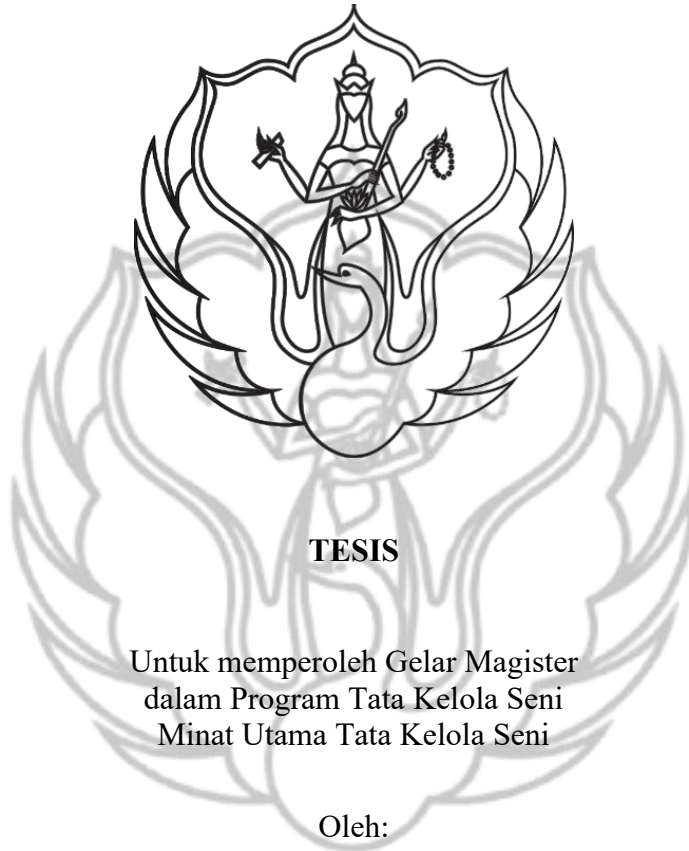 TESIS
Untuk memperoleh Gelar Magister
dalam Program Tata Kelola Seni
Minat Utama Tata Kelola Seni
Oleh: